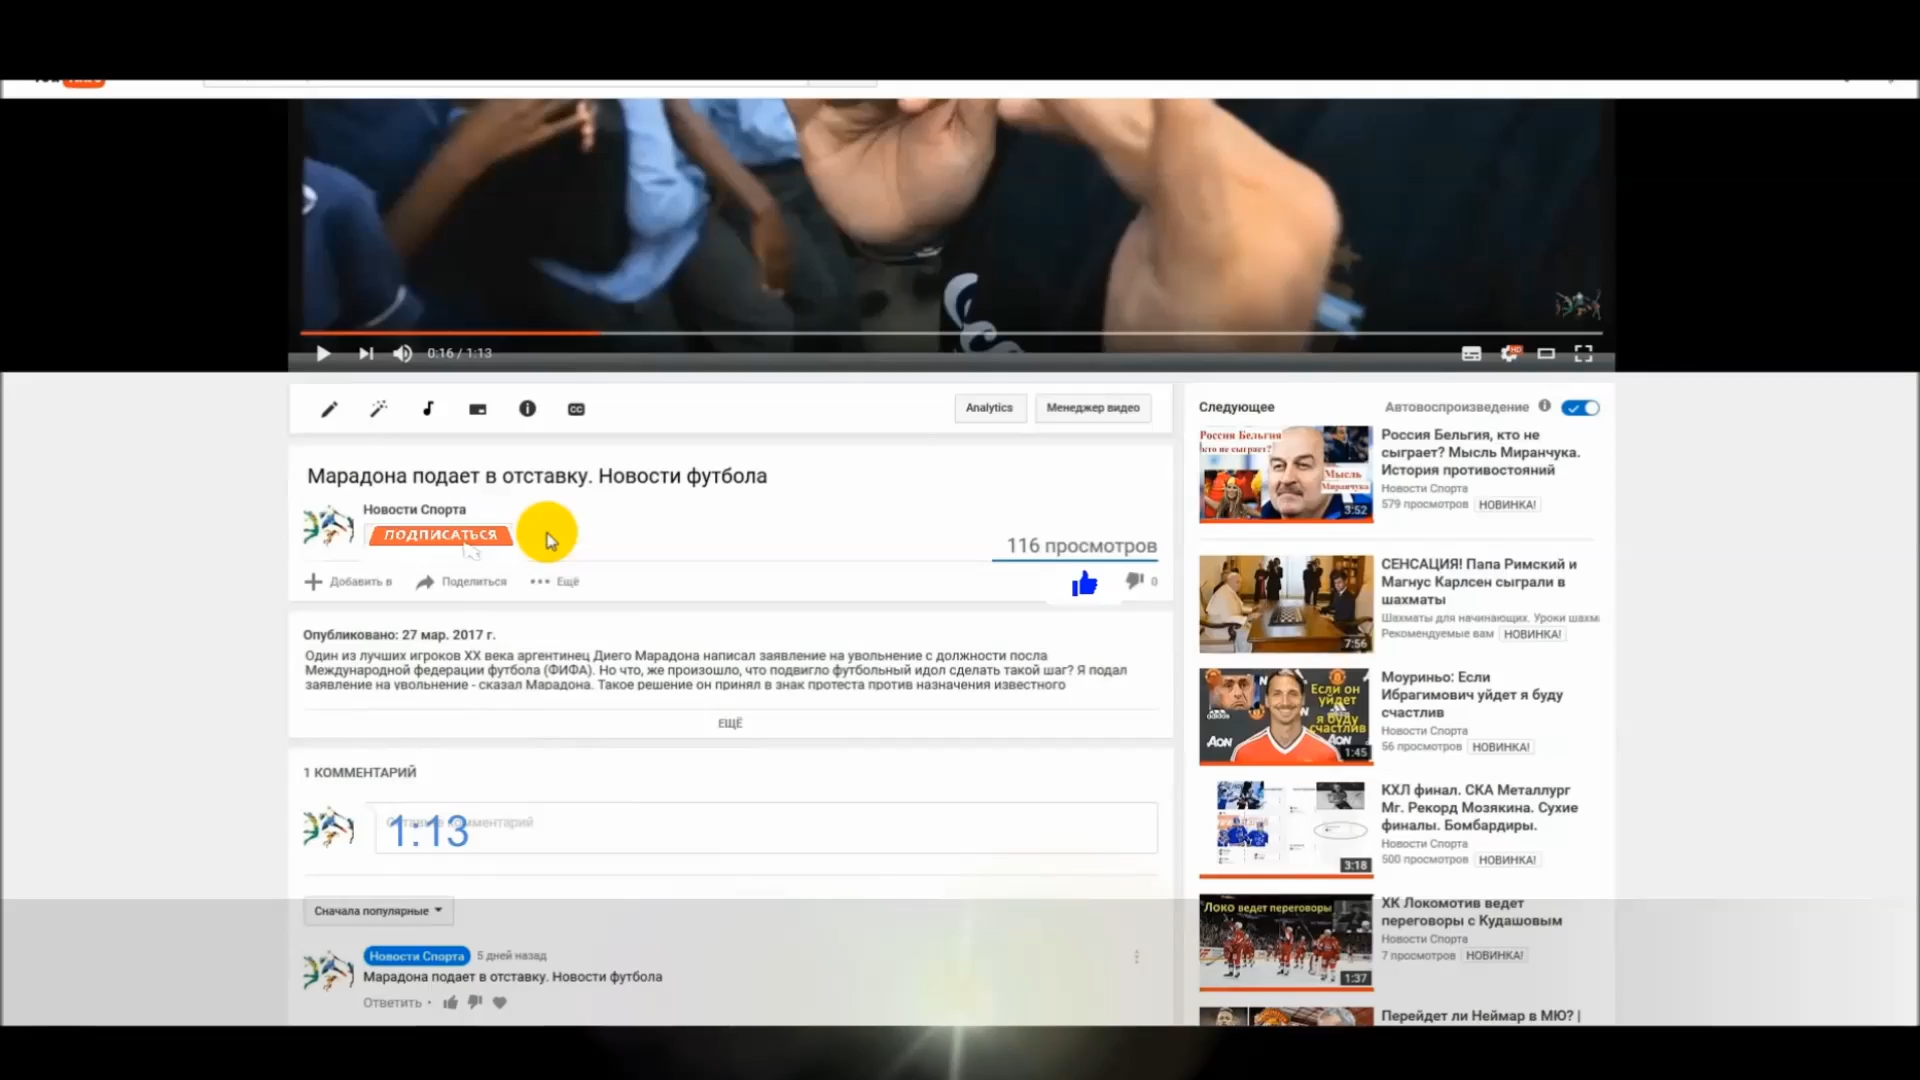 0:16 / 1:13
Analytics
Менеджер видео
Марадона подает в отставку. Новости футбола
Новости Спорта
ПОДПИСАТЬСЯ
116 просмотров
Добавить в
Поделиться
Ещё
0
Опубликовано: 27 мар. 2017 г.
Один из лучших игроков XX века аргентинец Диего Марадона написал заявление на увольнение с должности посла
Международной федерации футбола (ФИФА). Но что, же произошло, что подвигло футбольный идол сделать такой шаг? Я подал
заявление на увольнение - сказал Марадона. Такое решение он принял в знак протеста против назначения известного
ЕЩЁ
1 КОММЕНТАРИЙ
комментарий
1:13
Сначала популярные
Новости Спорта 5 дней назад
Марадона подает в отставку. Новости футбола
Ответить
Следующее
Автовоспроизведение
Россия Бельгия
кто не сыграет?
Мысль
Миранчука
3:52
Россия Бельгия, кто не
сыграет? Мысль Миранчука.
История противостояний
Новости Спорта
579 просмотров НОВИНКА!
7:56
СЕНСАЦИЯ! Папа Римский и
Магнус Карлсен сыграли в
шахматы
Шахматы для начинающих. Уроки шахм
Рекомендуемые вам НОВИНКА!
Если он
уйдет
я буду
счастлив
adidas
AON
AON
1:45
Моуриньо: Если
Ибрагимович уйдет я буду
счастлив
Новости Спорта
56 просмотров НОВИНКА!
3:18
КХЛ финал. СКА Металлург
Мг. Рекорд Мозякина. Сухие
финалы. Бомбардиры.
Новости Спорта
500 просмотров НОВИНКА!
Локо ведет переговоры
1:37
ХК Локомотив ведет
переговоры с Кудашовым
Новости Спорта
7 просмотров НОВИНКА!
Перейдет ли Неймар в МЮ? |